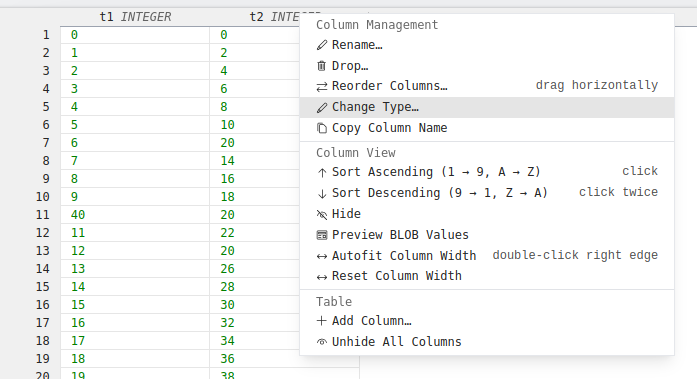 t1 INTEGER t2 INTEGER
Column Management
1 0 0
Rename…
2 1 2
Drop…
3 2 4
Reorder Columns… drag horizontally
4 3 6
Change Type…
5 4 8
Copy Column Name
6 5 10
7 6 20
Column View
8 7 14
Sort Ascending (1 → 9, A → Z) click
9 8 16
Sort Descending (9 → 1, Z → A) click twice
10 9 18
Hide
11 40 20
Preview BLOB Values
12 11 22
Autofit Column Width double-click right edge
13 12 20
Reset Column Width
14 13 26
15 14 28
Table
16 15 30
Add Column…
17 16 32
Unhide All Columns
18 17 34
19 18 36
20 19 38